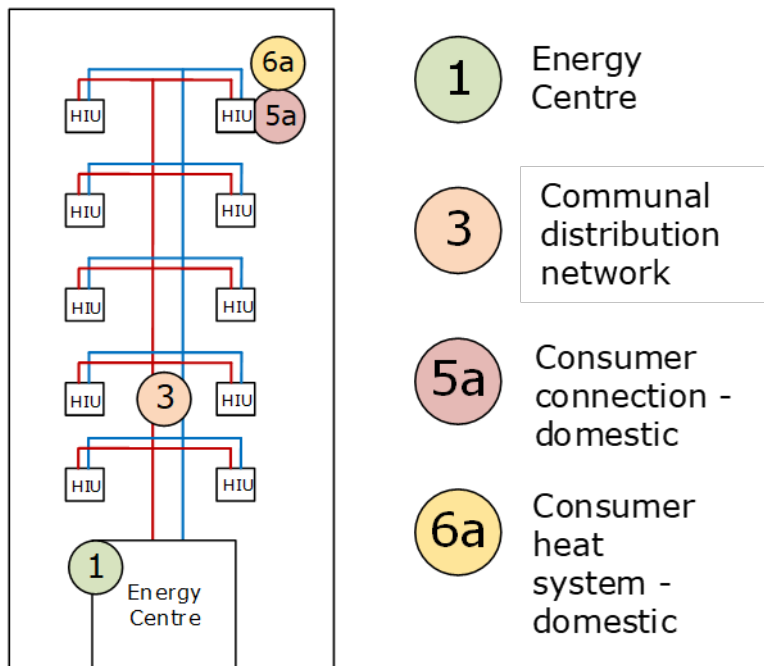 6a
HIU
HIU
5a
HIU
HIU
HIU
HIU
HIU
3
HIU
HIU
HIU
1
Energy
Centre
1
Energy
Centre
3
Communal
distribution
network
5a
Consumer
connection -
domestic
6a
Consumer
heat
system -
domestic